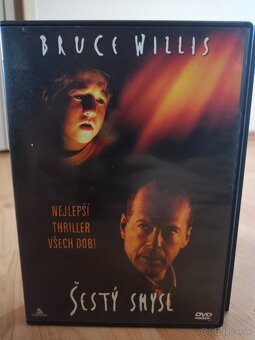 BRUCE WILLIS
NEJLEPŠÍ
THRILLER
VŠECH DOB!
ŠESTÝ SMYSL
DVD